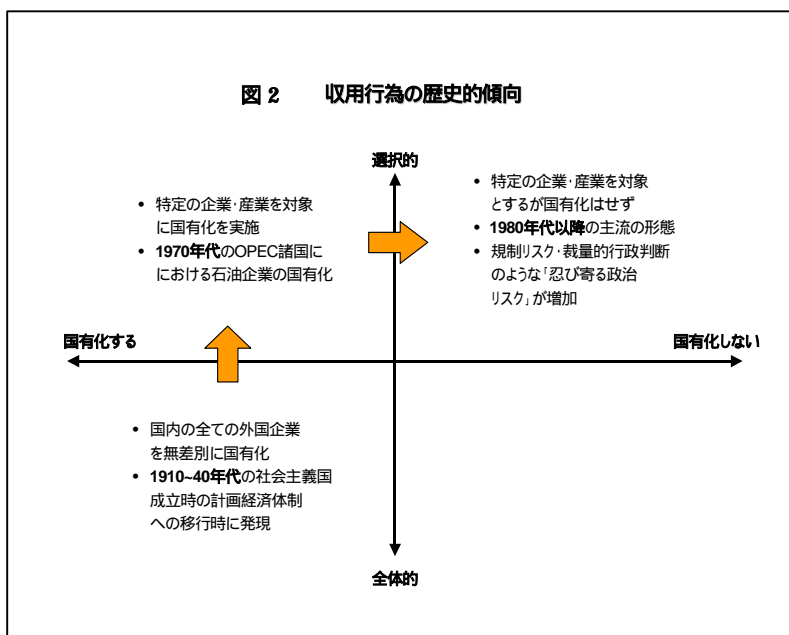 図 2 収用行為の歴史的傾向
選択的
• 特定の企業・産業を対象
に国有化を実施
• 1970年代のOPEC諸国に
における石油企業の国有化
• 特定の企業・産業を対象
とするが国有化はせず
• 1980年代以降の主流の形態
• 規制リスク・裁量的行政判断
のような「忍び寄る政治
リスク」が増加
国有化する
国有化しない
• 国内の全ての外国企業
を無差別に国有化
• 1910~40年代の社会主義国
成立時の計画経済体制
への移行時に発現
全体的